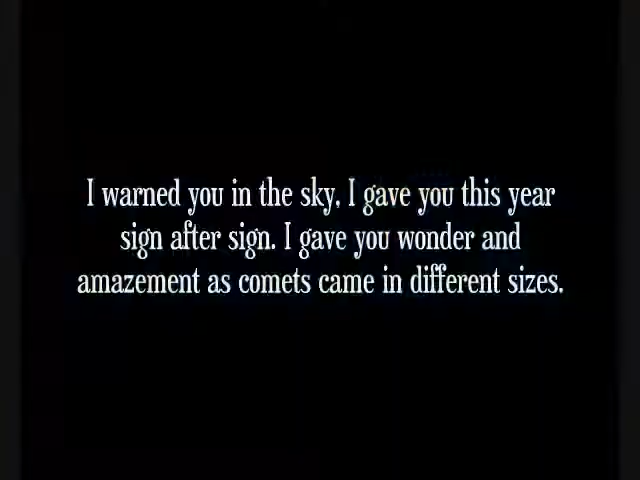 I warned you in the sky, I gave you this year
sign after sign. I gave you wonder and
amazement as comets came in different sizes.